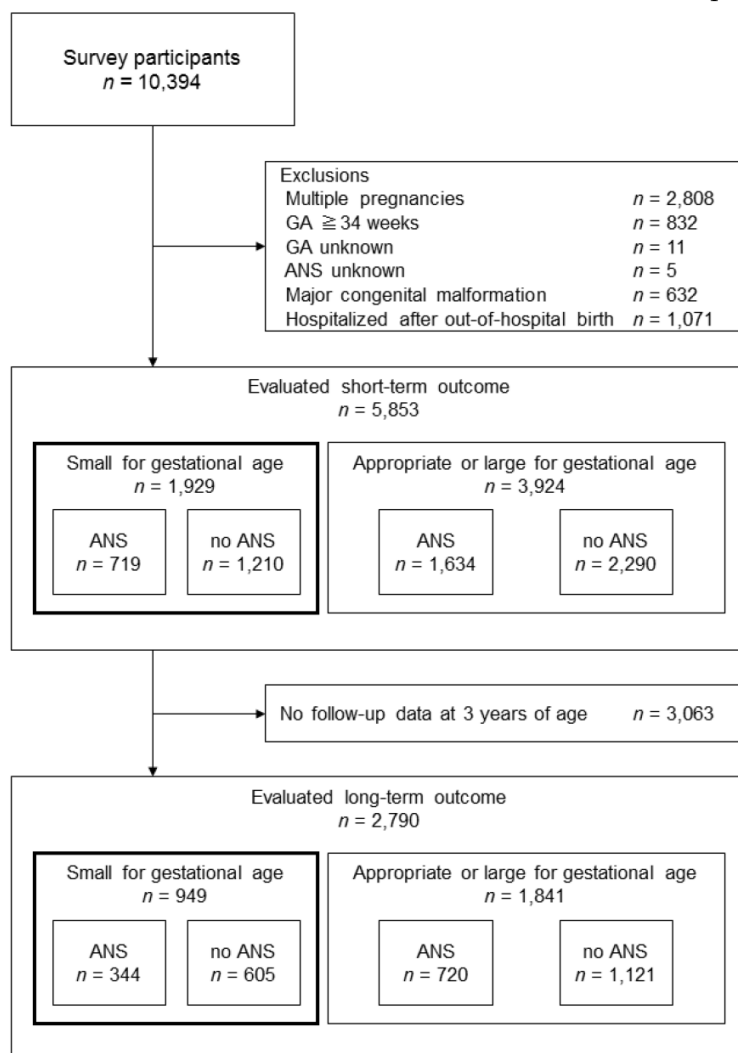 Survey participants
n = 10,394
Exclusions
Multiple pregnancies n = 2,808
GA ≧ 34 weeks n = 832
GA unknown n = 11
ANS unknown n = 5
Major congenital malformation n = 632
Hospitalized after out-of-hospital birth n = 1,071
Evaluated short-term outcome
n = 5,853
Small for gestational age
n = 1,929
ANS
n = 719
no ANS
n = 1,210
Appropriate or large for gestational age
n = 3,924
ANS
n = 1,634
no ANS
n = 2,290
No follow-up data at 3 years of age n = 3,063
Evaluated long-term outcome
n = 2,790
Small for gestational age
n = 949
ANS
n = 344
no ANS
n = 605
Appropriate or large for gestational age
n = 1,841
ANS
n = 720
no ANS
n = 1,121